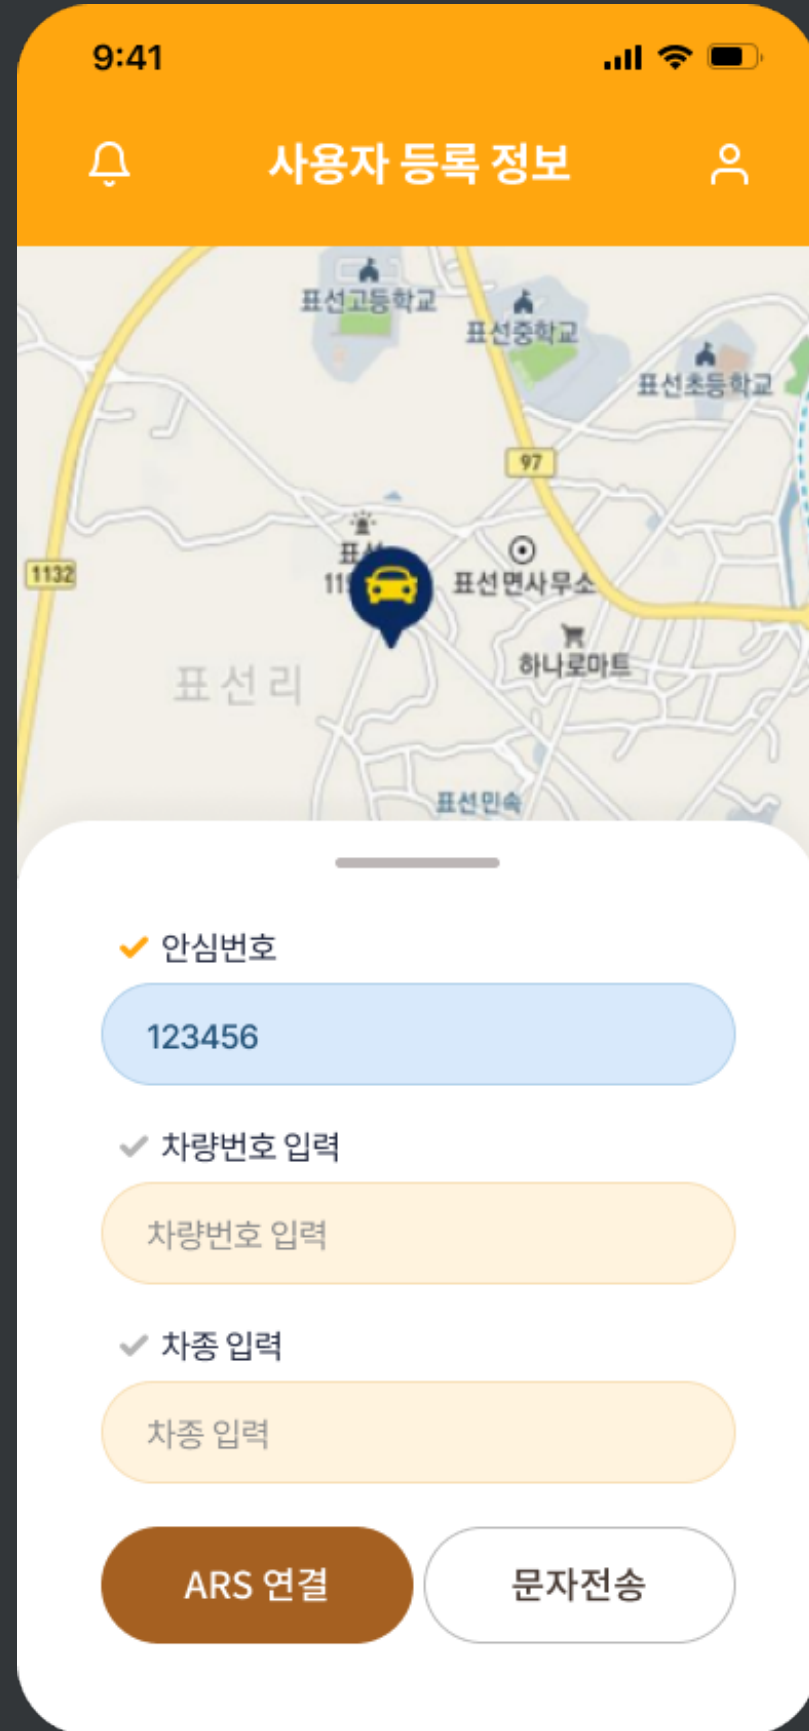 9:41
사용자 등록 정보
표선고등학교
표선중학교
표선초등학교
97
1132
표선면사무소
하나로마트
표선리
표선민속
안심번호
123456
차량번호 입력
차량번호 입력
차종 입력
차종 입력
ARS 연결
문자전송